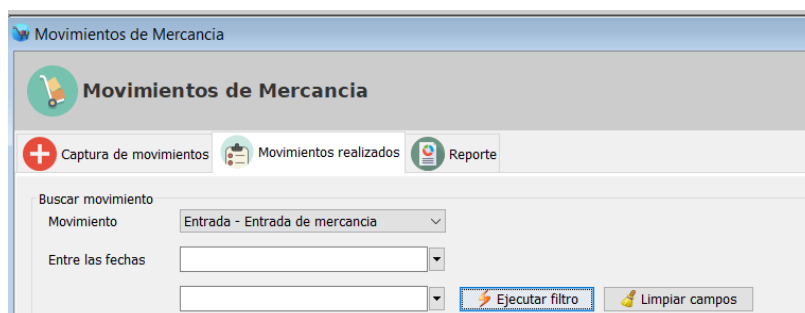 Movimientos de Mercancia
Movimientos de Mercancia
Captura de movimientos Movimientos realizados Reporte
Buscar movimiento
Movimiento Entrada - Entrada de mercancia
Entre las fechas
Ejecutar filtro Limpiar campos